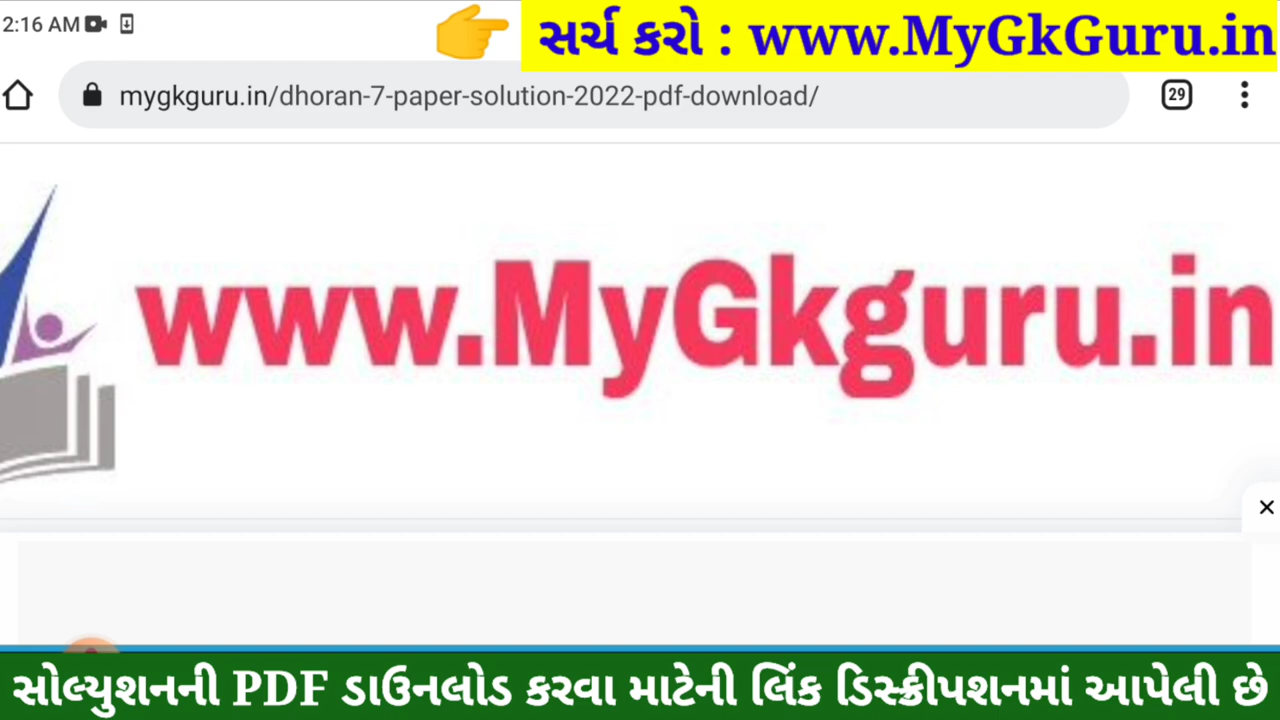 2:16 AM
👉 સર્ચ કરો : www.MyGkGuru.in
mygkguru.in/dhoran-7-paper-solution-2022-pdf-download/
29
www.MyGkguru.in
સોલ્યુશનની PDF ડાઉનલોડ કરવા માટેની લિંક ડિસ્ક્રીપશનમાં આપેલી છે